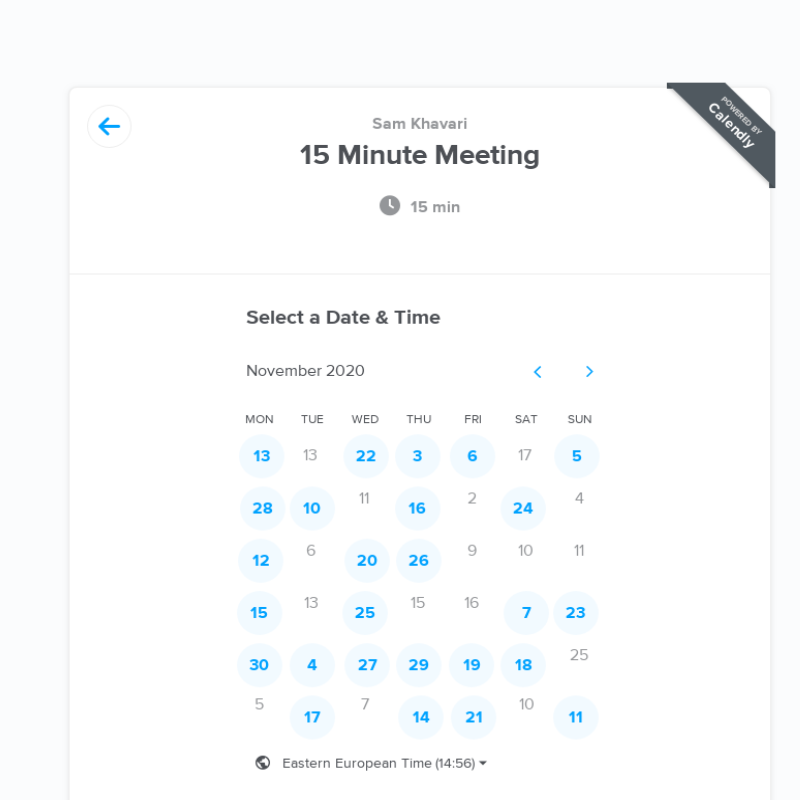 POWERED BY
Calendly
Sam Khavari
15 Minute Meeting
15 min
Select a Date & Time
November 2020
MON TUE WED THU FRI SAT SUN
13 13 22 3 6 17 5
28 10 11 16 2 24 4
12 6 20 26 9 10 11
15 13 25 15 16 7 23
30 4 27 29 19 18 25
5 17 7 14 21 10 11
Eastern European Time (14:56)